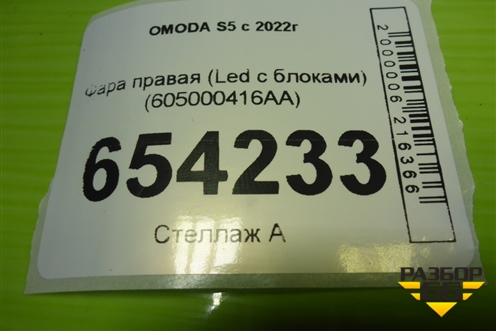 OMODA S5 с 2022г
Фара правая (Led с блоками)
(605000416AA)
654233
Стеллаж А
2000006216366
РАЗБОР